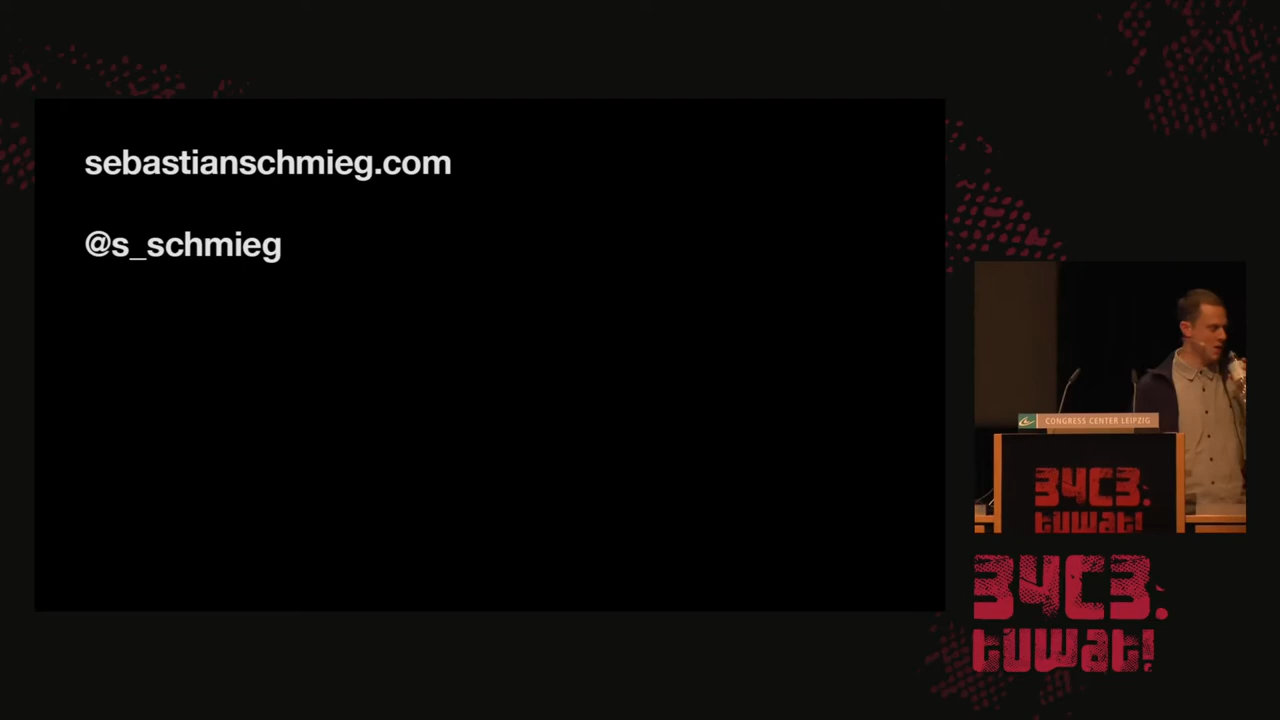 sebastianschmieg.com
@s_schmieg
CONGRESS CENTER LEIPZIG
34C3.
tuwat!
34C3.
tuwat!